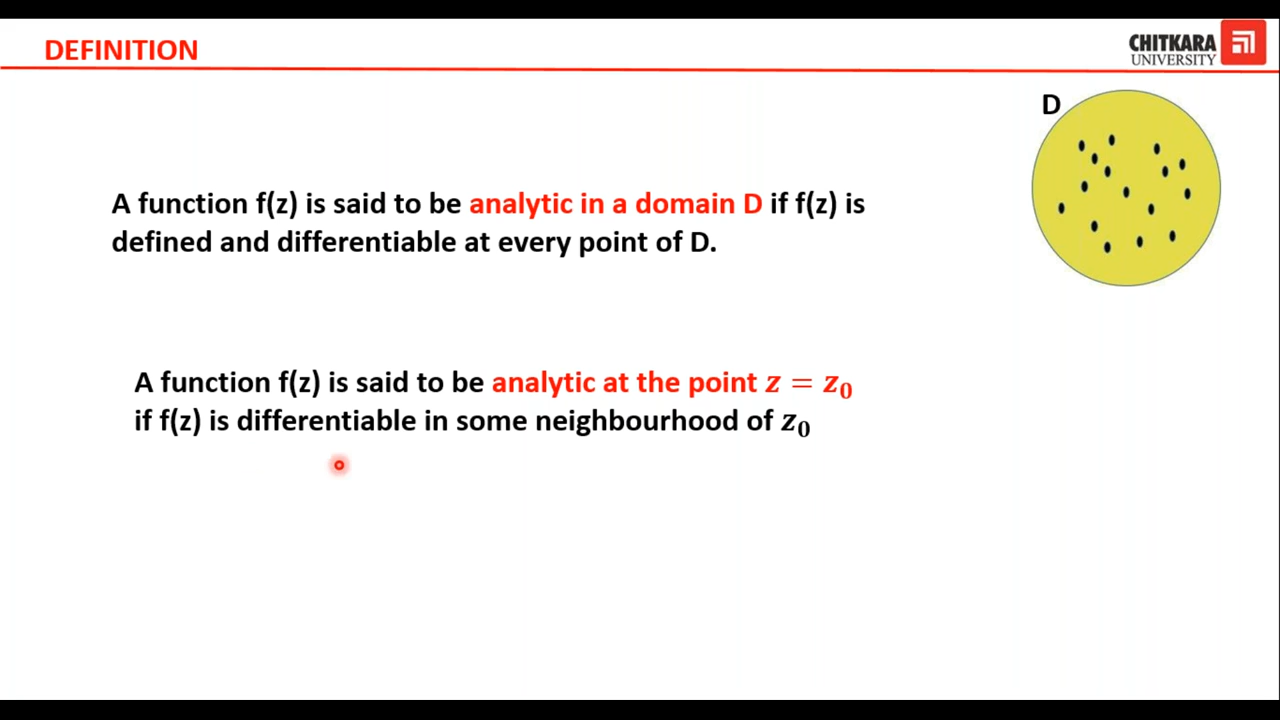 DEFINITION
CHITKARA
UNIVERSITY
D
A function f(z) is said to be analytic in a domain D if f(z) is
defined and differentiable at every point of D.
A function f(z) is said to be analytic at the point z = z₀
if f(z) is differentiable in some neighbourhood of z₀